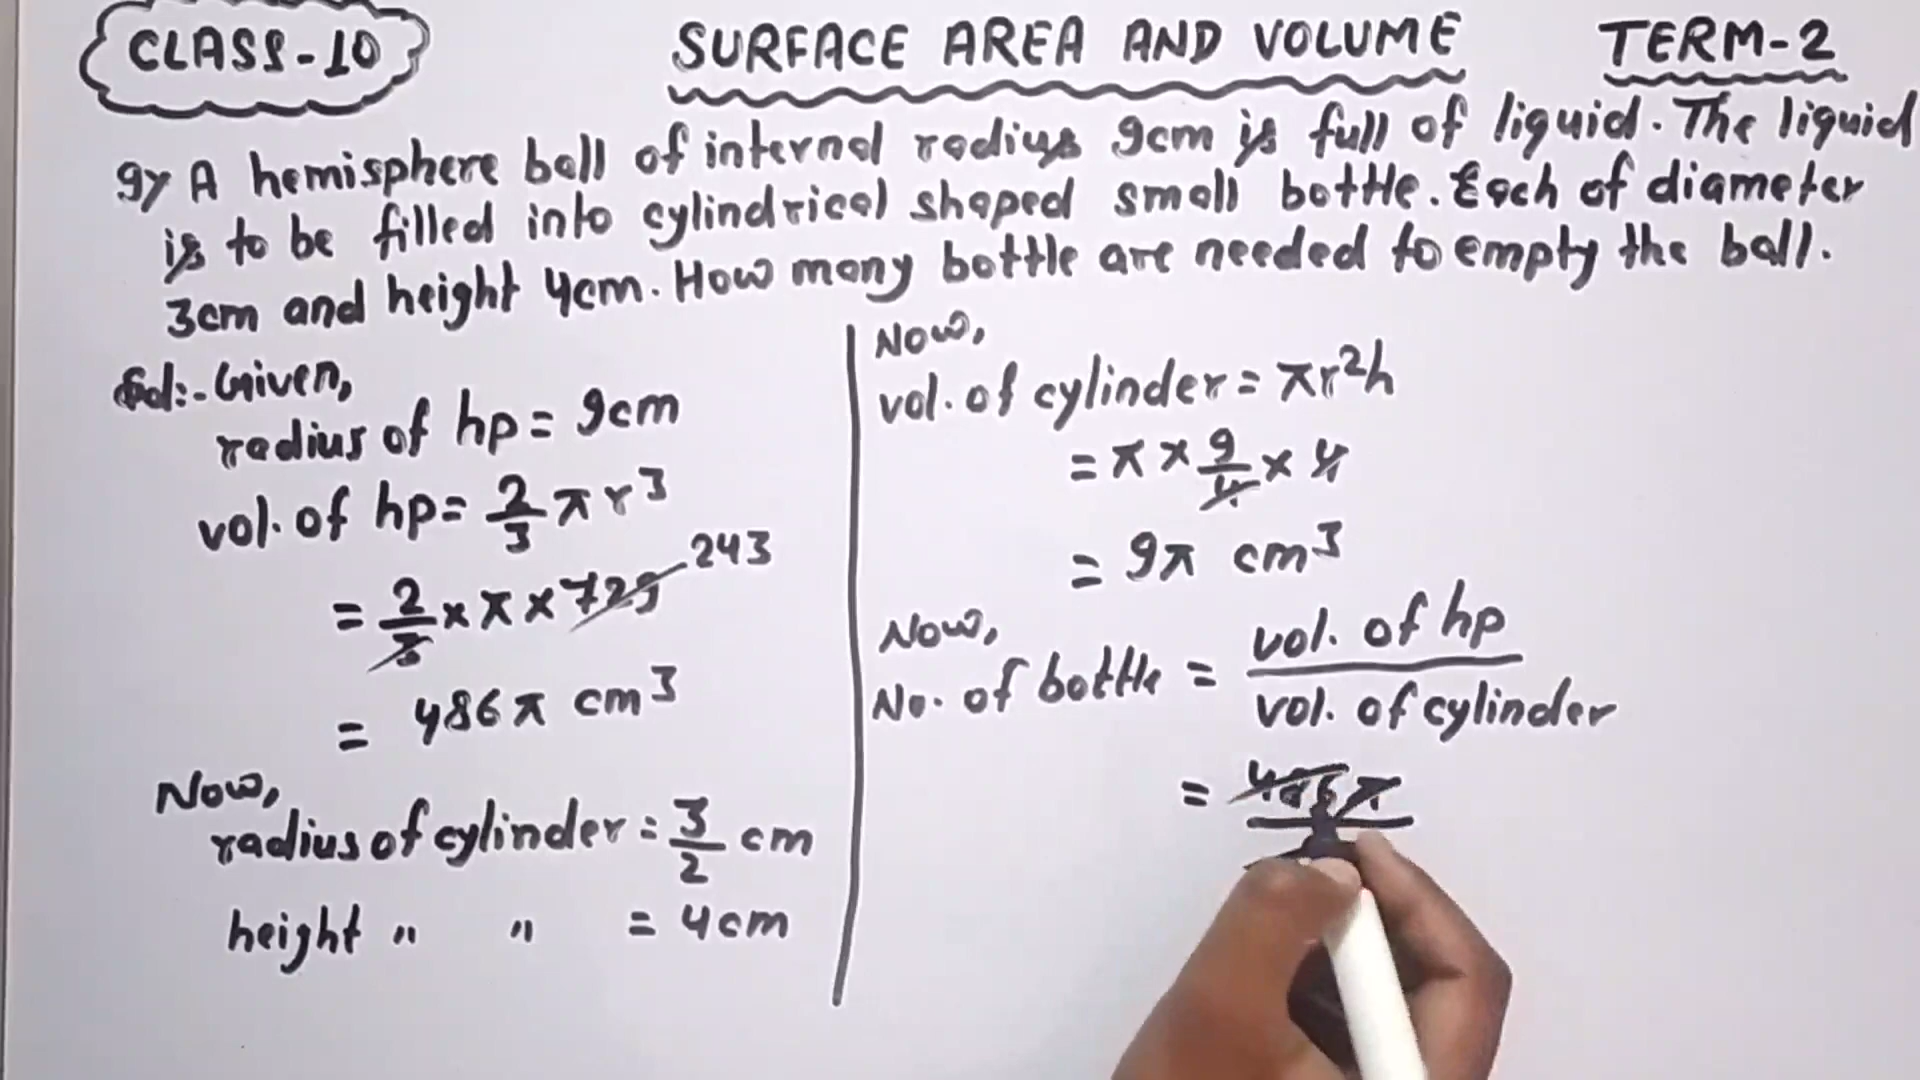 CLASS-10
SURFACE AREA AND VOLUME
TERM-2
9) A hemisphere ball of internal radius 9cm is full of liquid. The liquid
is to be filled into cylindrical shaped small bottle. Each of diameter
3cm and height 4cm. How many bottle are needed to empty the ball.
Sol:- Given,
radius of hp = 9cm
vol. of hp = 2/3 πr³
= 2/3 × π × 729 243
= 486π cm³
Now,
radius of cylinder = 3/2 cm
height " " = 4cm
Now,
vol. of cylinder = πr²h
= π × 9/4 × 4
= 9π cm³
Now,
No. of bottle = vol. of hp / vol. of cylinder
= 486π